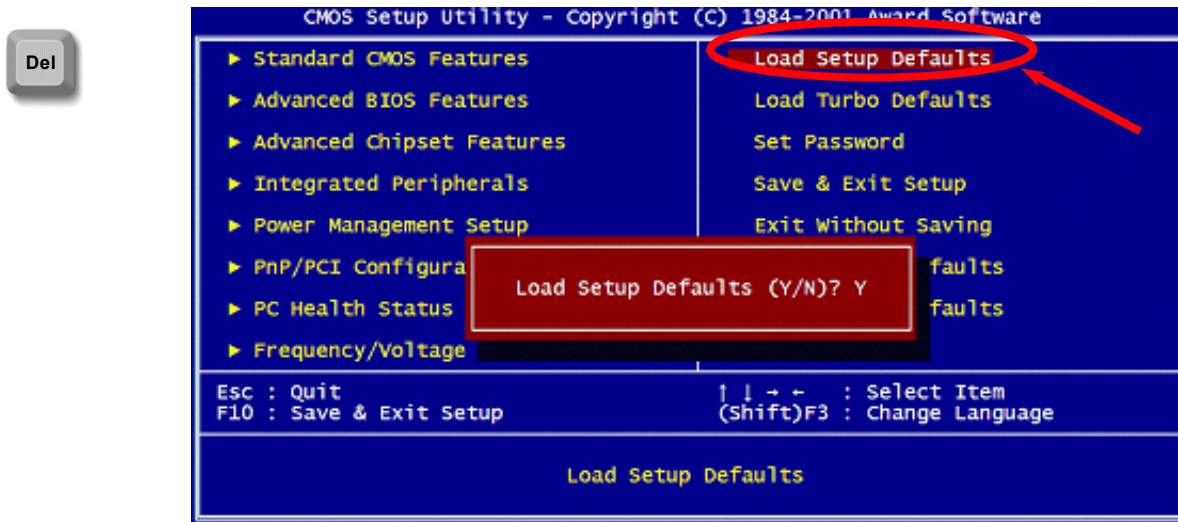 CMOS Setup Utility - Copyright (C) 1984-2001 Award Software
Del
► Standard CMOS Features
► Advanced BIOS Features
► Advanced Chipset Features
► Integrated Peripherals
► Power Management Setup
► PnP/PCI Configura
► PC Health Status
► Frequency/Voltage
Load Setup Defaults
Load Turbo Defaults
Set Password
Save & Exit Setup
Exit Without Saving
faults
faults
Load Setup Defaults (Y/N)? Y
Esc : Quit
F10 : Save & Exit Setup
↑ ↓ → ← : Select Item
(Shift)F3 : Change Language
Load Setup Defaults